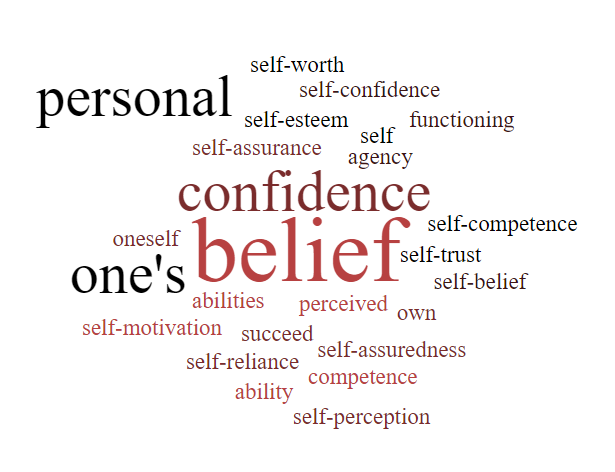 self-worth
self-confidence
personal
self-esteem
functioning
self
self-assurance
agency
confidence
self-competence
oneself
belief
self-trust
one's
self-belief
abilities
perceived
own
self-motivation
succeed
self-assuredness
self-reliance
competence
ability
self-perception